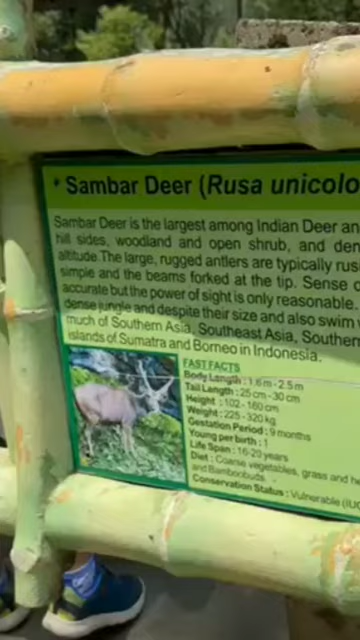 * Sambar Deer (Rusa unicolo
Sambar Deer is the largest among Indian Deer an
hill sides, woodland and open shrub, and den
altitude.The large, rugged antlers are typically rus
simple and the beams forked at the tip. Sense o
accurate but the power of sight is only reasonable.
dense jungle and despite their size and also swim
much of Southern Asia, Southeast Asia, Southern
islands of Sumatra and Borneo in Indonesia.
FAST FACTS
Body Length : 1.6 m - 2.5 m
Tail Length : 25 cm - 30 cm
Height : 102 - 160 cm
Weight : 225 - 320 kg
Gestation Period : 9 months
Young per birth : 1
Life Span : 16-20 years
Diet : Coarse vegetables, grass and he
and Bamboobuds.
Conservation Status : Vulnerable (IUC